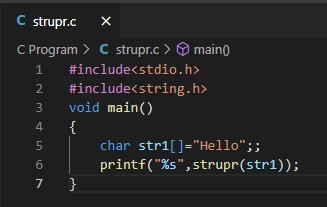 C strupr.c ×
C Program > C strupr.c > main()
1 #include<stdio.h>
2 #include<string.h>
3 void main()
4 {
5 char str1[]="Hello";;
6 printf("%s",strupr(str1));
7 }